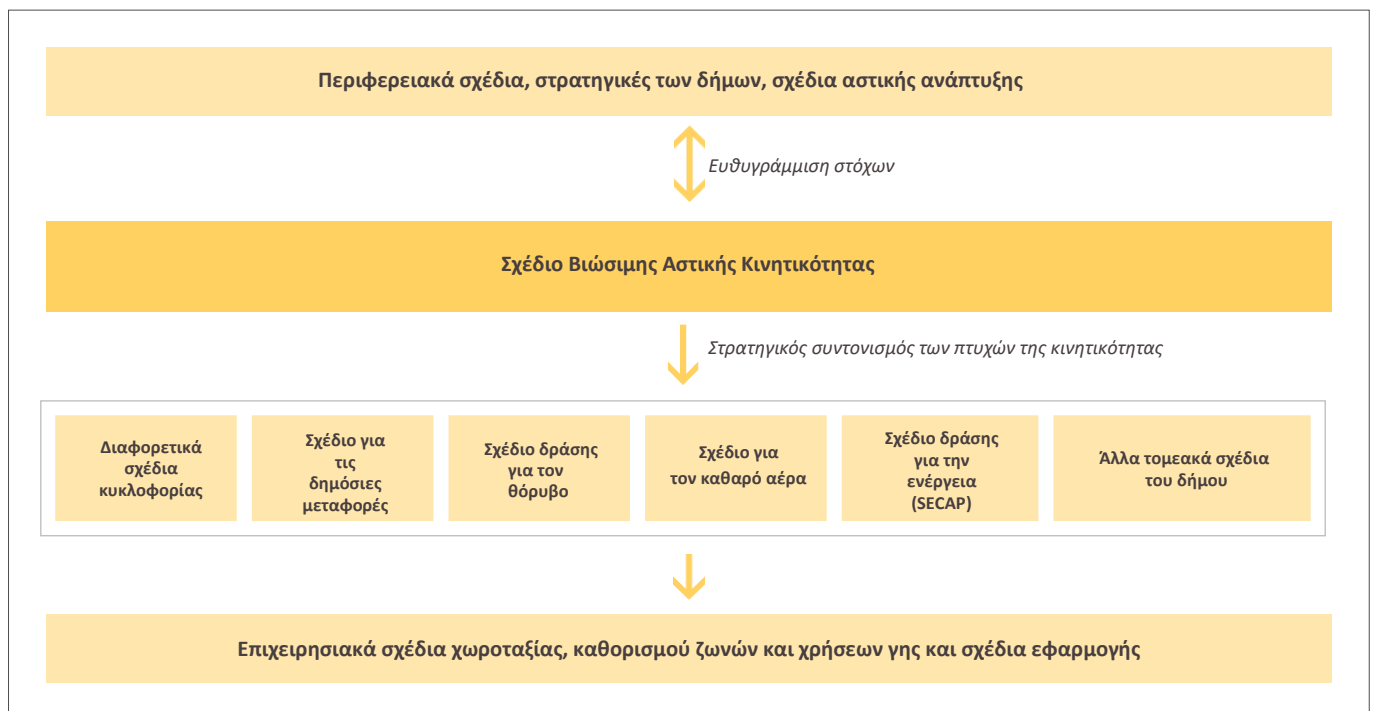 Περιφερειακά σχέδια, στρατηγικές των δήμων, σχέδια αστικής ανάπτυξης
Ευθυγράμμιση στόχων
Σχέδιο Βιώσιμης Αστικής Κινητικότητας
Στρατηγικός συντονισμός των πτυχών της κινητικότητας
Διαφορετικά
σχέδια
κυκλοφορίας
Σχέδιο για
τις
δημόσιες
μεταφορές
Σχέδιο δράσης
για τον
θόρυβο
Σχέδιο για
τον καθαρό αέρα
Σχέδιο δράσης
για την
ενέργεια
(SECAP)
Άλλα τομεακά σχέδια
του δήμου
Επιχειρησιακά σχέδια χωροταξίας, καθορισμού ζωνών και χρήσεων γης και σχέδια εφαρμογής